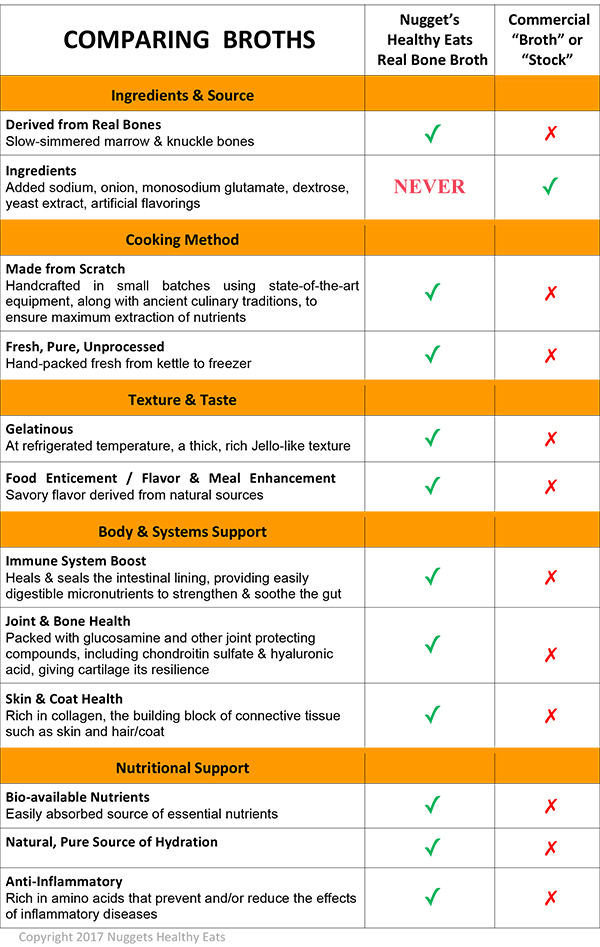 COMPARING BROTHS
Nugget’s
Healthy Eats
Real Bone Broth
Commercial
“Broth” or
“Stock”
Ingredients & Source
Derived from Real Bones
Slow-simmered marrow & knuckle bones
✓
✗
Ingredients
Added sodium, onion, monosodium glutamate, dextrose,
yeast extract, artificial flavorings
NEVER
✓
Cooking Method
Made from Scratch
Handcrafted in small batches using state-of-the-art
equipment, along with ancient culinary traditions, to
ensure maximum extraction of nutrients
✓
✗
Fresh, Pure, Unprocessed
Hand-packed fresh from kettle to freezer
✓
✗
Texture & Taste
Gelatinous
At refrigerated temperature, a thick, rich Jello-like texture
✓
✗
Food Enticement / Flavor & Meal Enhancement
Savory flavor derived from natural sources
✓
✗
Body & Systems Support
Immune System Boost
Heals & seals the intestinal lining, providing easily
digestible micronutrients to strengthen & soothe the gut
✓
✗
Joint & Bone Health
Packed with glucosamine and other joint protecting
compounds, including chondroitin sulfate & hyaluronic
acid, giving cartilage its resilience
✓
✗
Skin & Coat Health
Rich in collagen, the building block of connective tissue
such as skin and hair/coat
✓
✗
Nutritional Support
Bio-available Nutrients
Easily absorbed source of essential nutrients
✓
✗
Natural, Pure Source of Hydration
✓
✗
Anti-Inflammatory
Rich in amino acids that prevent and/or reduce the effects
of inflammatory diseases
✓
✗
Copyright 2017 Nuggets Healthy Eats